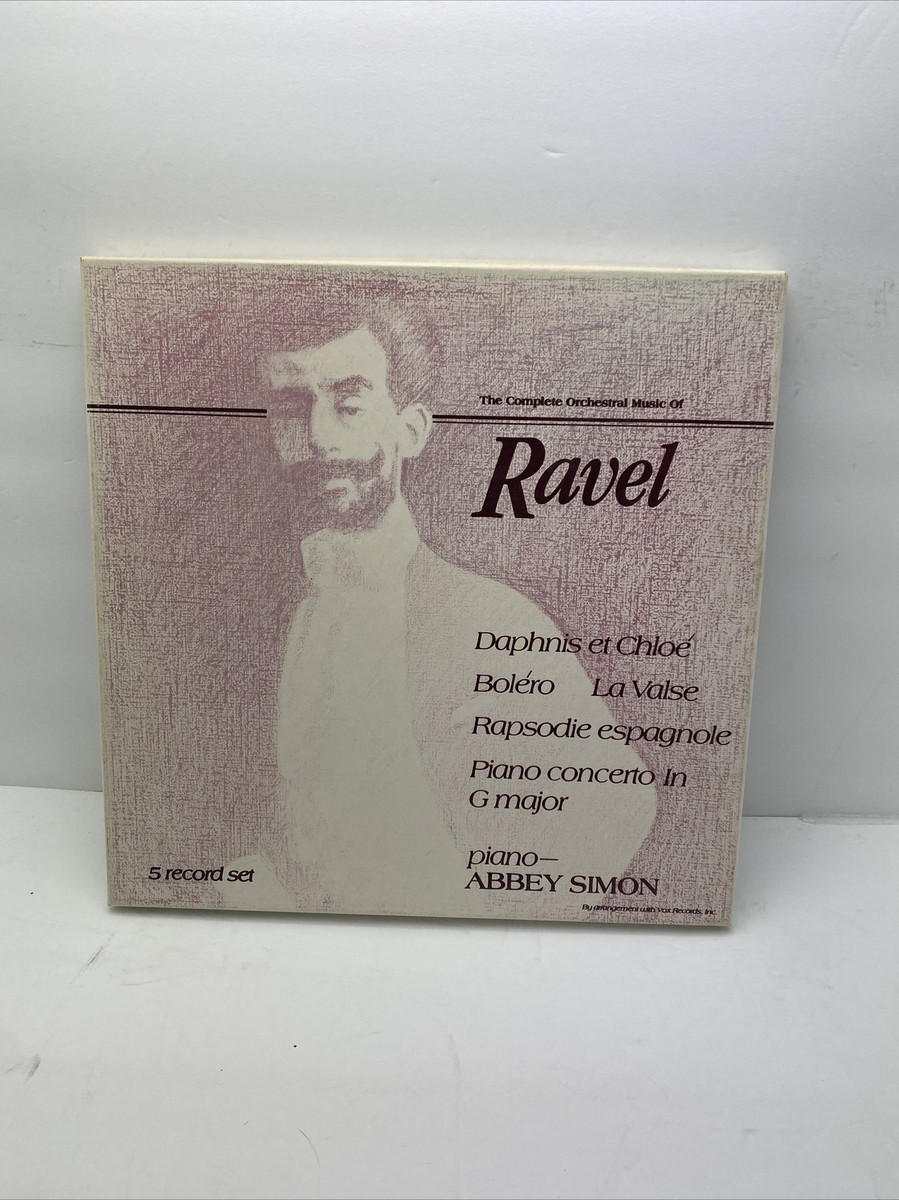 The Complete Orchestral Music Of
Ravel
Daphnis et Chloé
Boléro La Valse
Rapsodie espagnole
Piano concerto In
G major
piano—
ABBEY SIMON
5 record set
By arrangement with Vox Records, Inc.